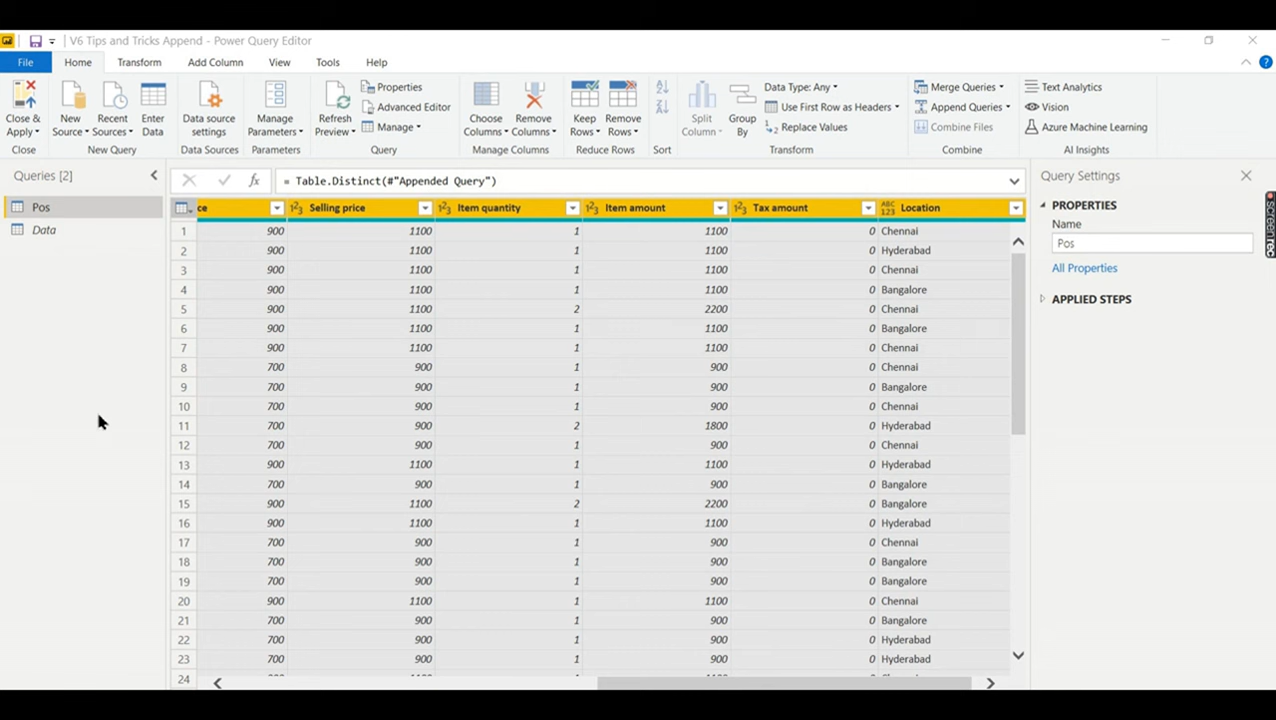 V6 Tips and Tricks Append - Power Query Editor
File Home Transform Add Column View Tools Help
Close & Apply
New Source
Recent Sources
Enter Data
Data source settings
Manage Parameters
Refresh Preview
Properties
Advanced Editor
Manage
Choose Columns
Remove Columns
Keep Rows
Remove Rows
Split Column
Group By
Data Type: Any
Use First Row as Headers
Replace Values
Merge Queries
Append Queries
Combine Files
Text Analytics
Vision
Azure Machine Learning
Close New Query Data Sources Parameters Query Manage Columns Reduce Rows Sort Transform Combine AI Insights
Queries [2]
Pos
Data
fx = Table.Distinct(#"Appended Query")
ce 123 Selling price 123 Item quantity 123 Item amount 123 Tax amount ABC 123 Location
1 900 1100 1 1100 0 Chennai
2 900 1100 1 1100 0 Hyderabad
3 900 1100 1 1100 0 Chennai
4 900 1100 1 1100 0 Bangalore
5 900 1100 2 2200 0 Chennai
6 900 1100 1 1100 0 Bangalore
7 900 1100 1 1100 0 Chennai
8 700 900 1 900 0 Chennai
9 700 900 1 900 0 Bangalore
10 700 900 1 900 0 Chennai
11 700 900 2 1800 0 Hyderabad
12 700 900 1 900 0 Chennai
13 900 1100 1 1100 0 Hyderabad
14 700 900 1 900 0 Bangalore
15 900 1100 2 2200 0 Bangalore
16 900 1100 1 1100 0 Hyderabad
17 700 900 1 900 0 Chennai
18 700 900 1 900 0 Bangalore
19 700 900 1 900 0 Bangalore
20 900 1100 1 1100 0 Chennai
21 700 900 1 900 0 Bangalore
22 700 900 1 900 0 Hyderabad
23 700 900 1 900 0 Hyderabad
24
Query Settings
PROPERTIES
Name
Pos
All Properties
APPLIED STEPS
screenrec